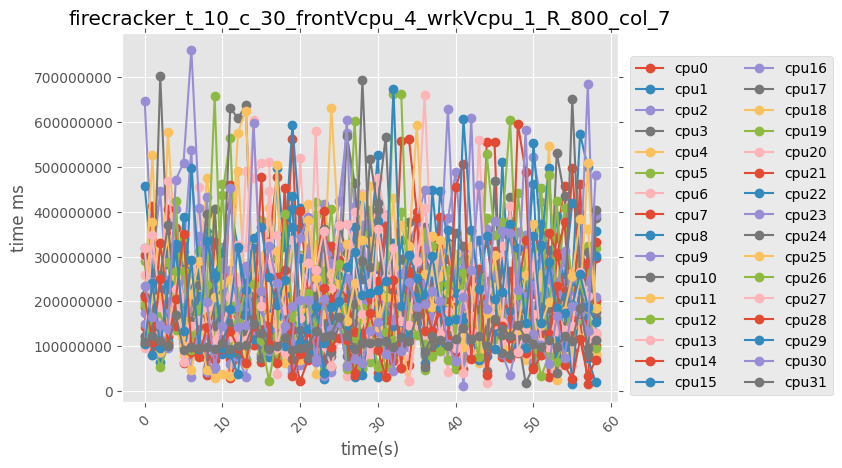 firecracker_t_10_c_30_frontVcpu_4_wrkVcpu_1_R_800_col_7
time ms
700000000
600000000
500000000
400000000
300000000
200000000
100000000
0
0
10
20
30
40
50
60
time(s)
cpu0
cpu1
cpu2
cpu3
cpu4
cpu5
cpu6
cpu7
cpu8
cpu9
cpu10
cpu11
cpu12
cpu13
cpu14
cpu15
cpu16
cpu17
cpu18
cpu19
cpu20
cpu21
cpu22
cpu23
cpu24
cpu25
cpu26
cpu27
cpu28
cpu29
cpu30
cpu31